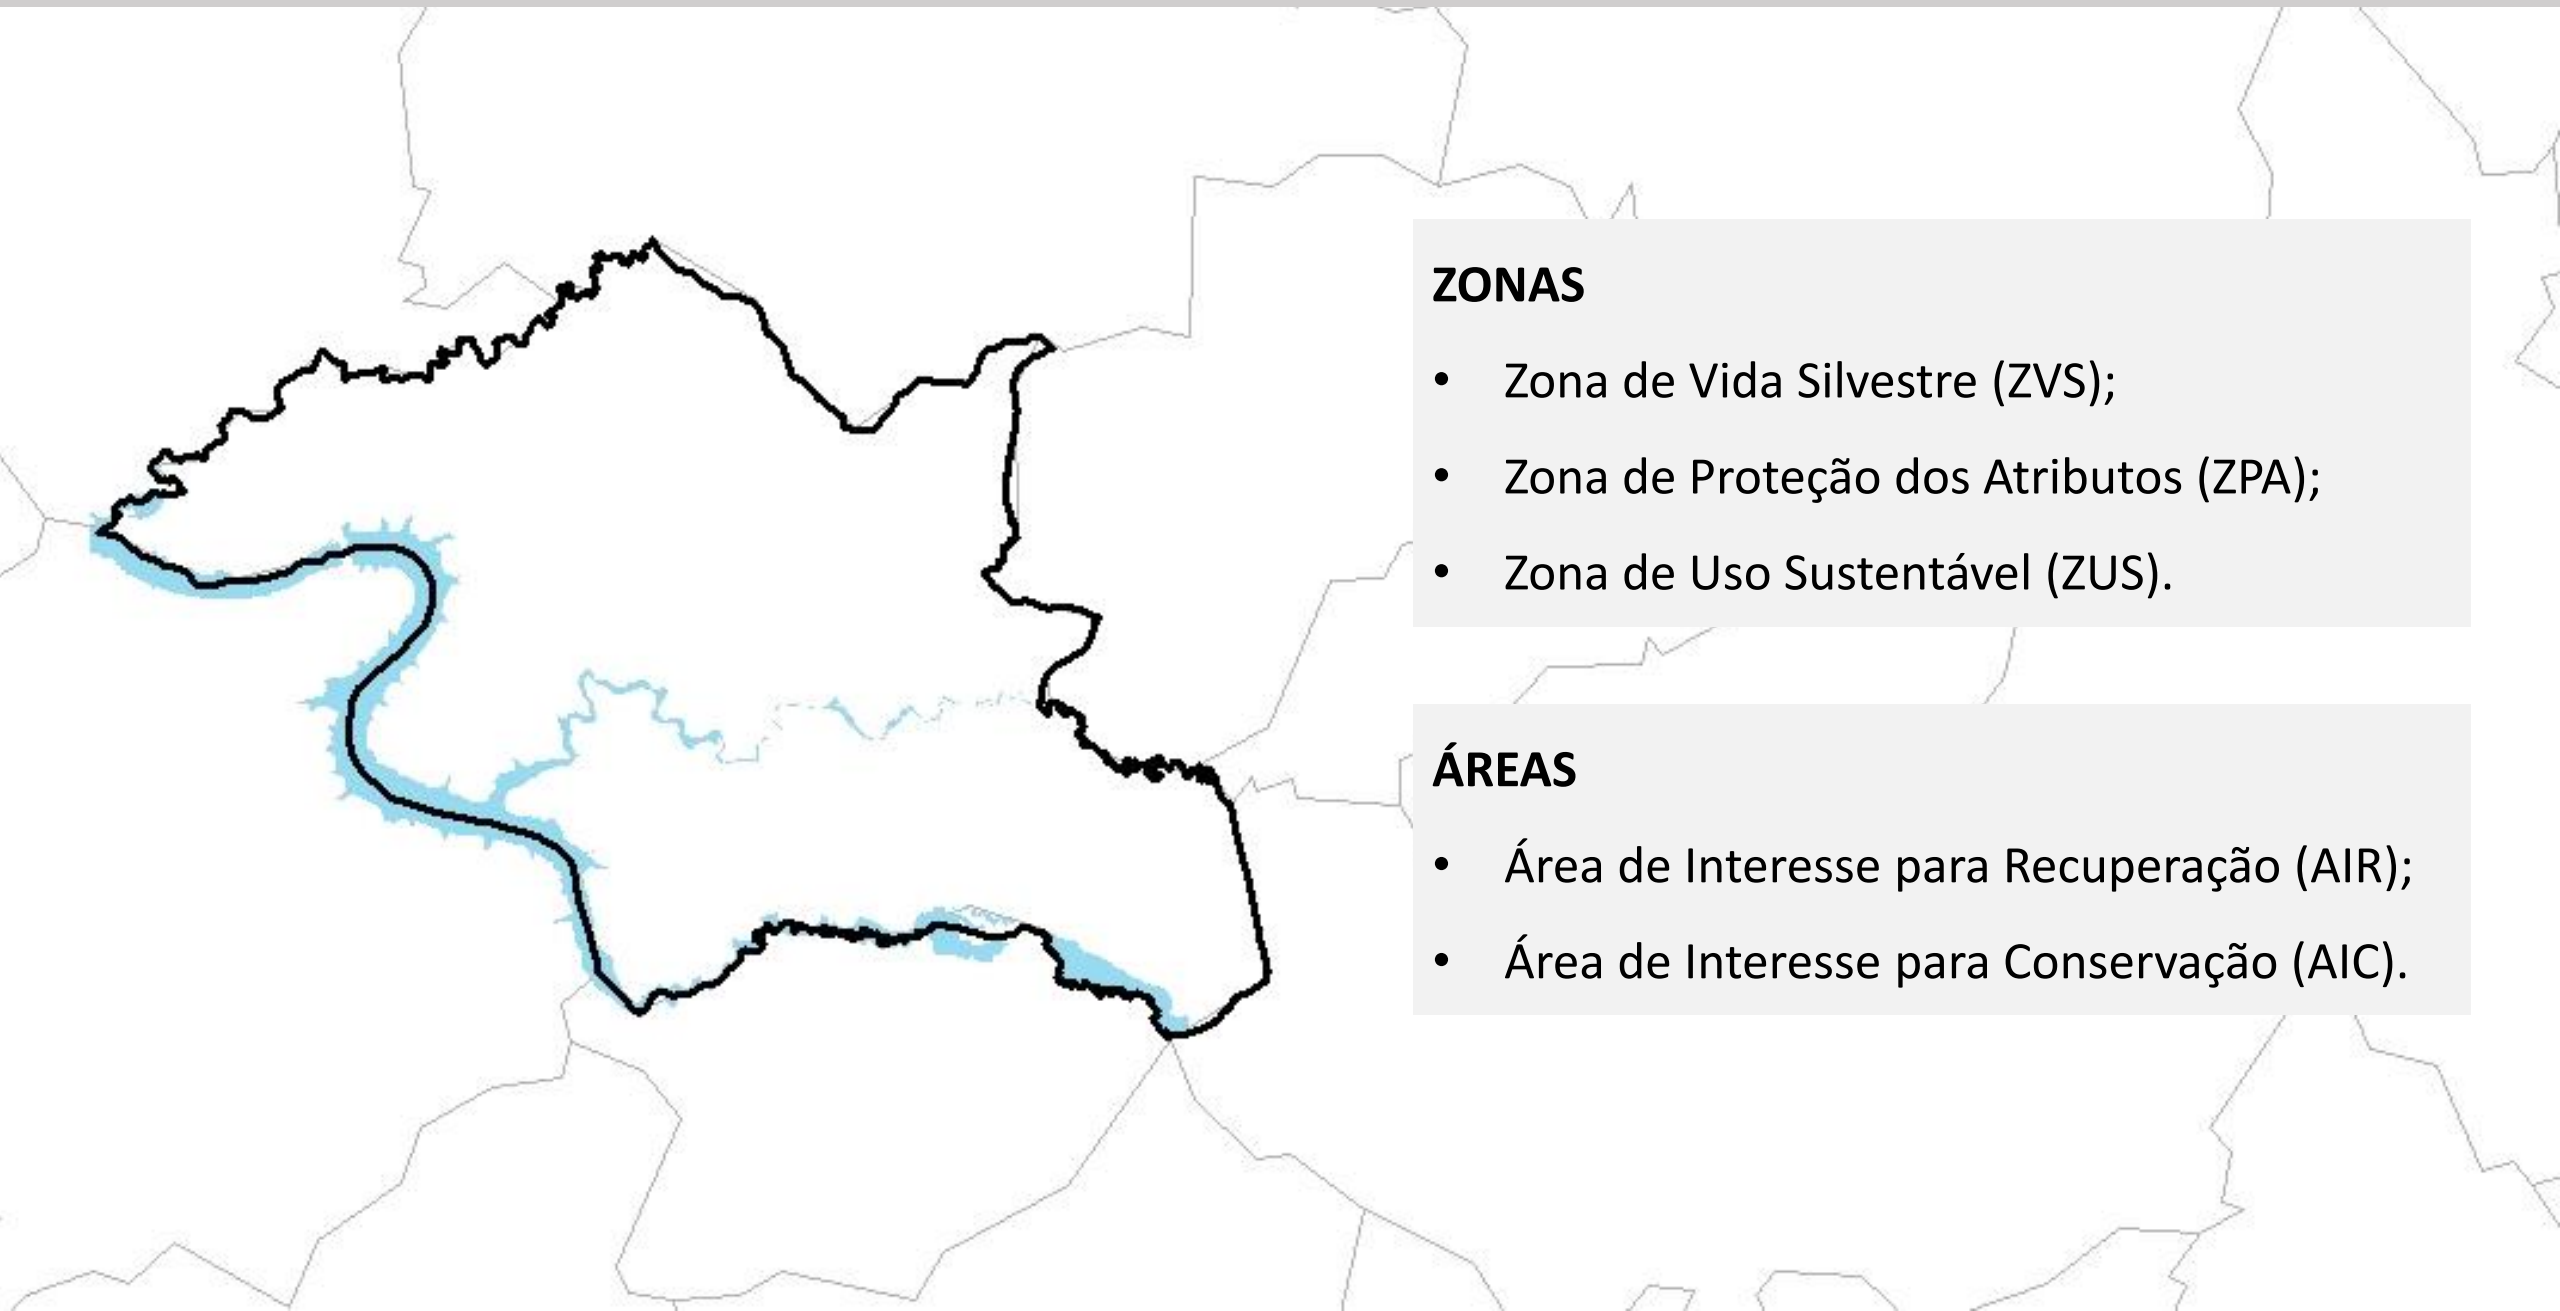 ZONAS
• Zona de Vida Silvestre (ZVS);
• Zona de Proteção dos Atributos (ZPA);
• Zona de Uso Sustentável (ZUS).
ÁREAS
• Área de Interesse para Recuperação (AIR);
• Área de Interesse para Conservação (AIC).